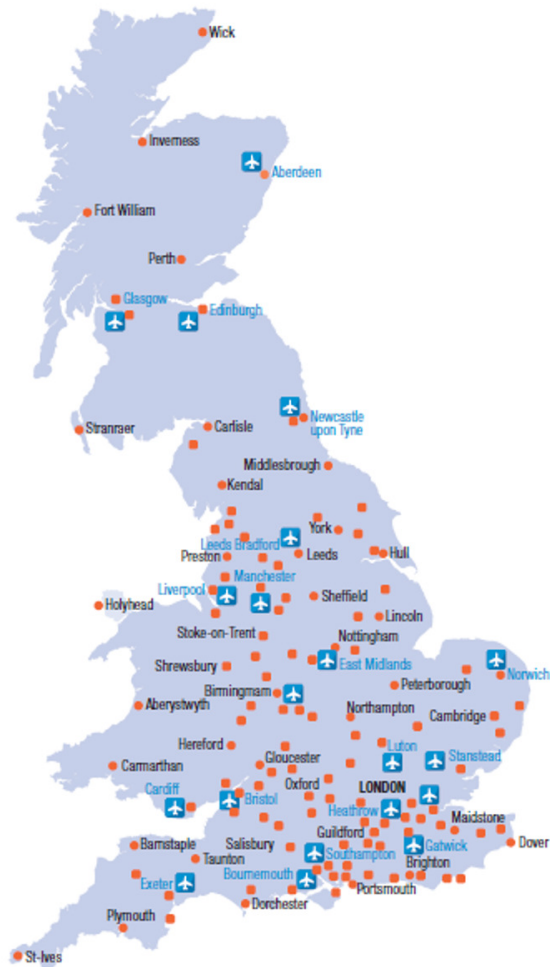 Wick
Inverness
Aberdeen
Fort William
Perth
Glasgow
Edinburgh
Stranraer
Carlisle
Newcastle
upon Tyne
Middlesbrough
Kendal
York
Leeds Bradford
Preston
Leeds
Hull
Manchester
Liverpool
Holyhead
Sheffield
Lincoln
Stoke-on-Trent
Nottingham
Shrewsbury
East Midlands
Norwich
Birmingmam
Peterborough
Aberystwyth
Northampton
Cambridge
Hereford
Luton
Carmarthan
Gloucester
Stanstead
Cardiff
Oxford
LONDON
Bristol
Heathrow
Maidstone
Guildford
Barnstaple
Salisbury
Gatwick
Dover
Taunton
Southampton
Brighton
Exeter
Bournemouth
Portsmouth
Dorchester
Plymouth
St-Ives